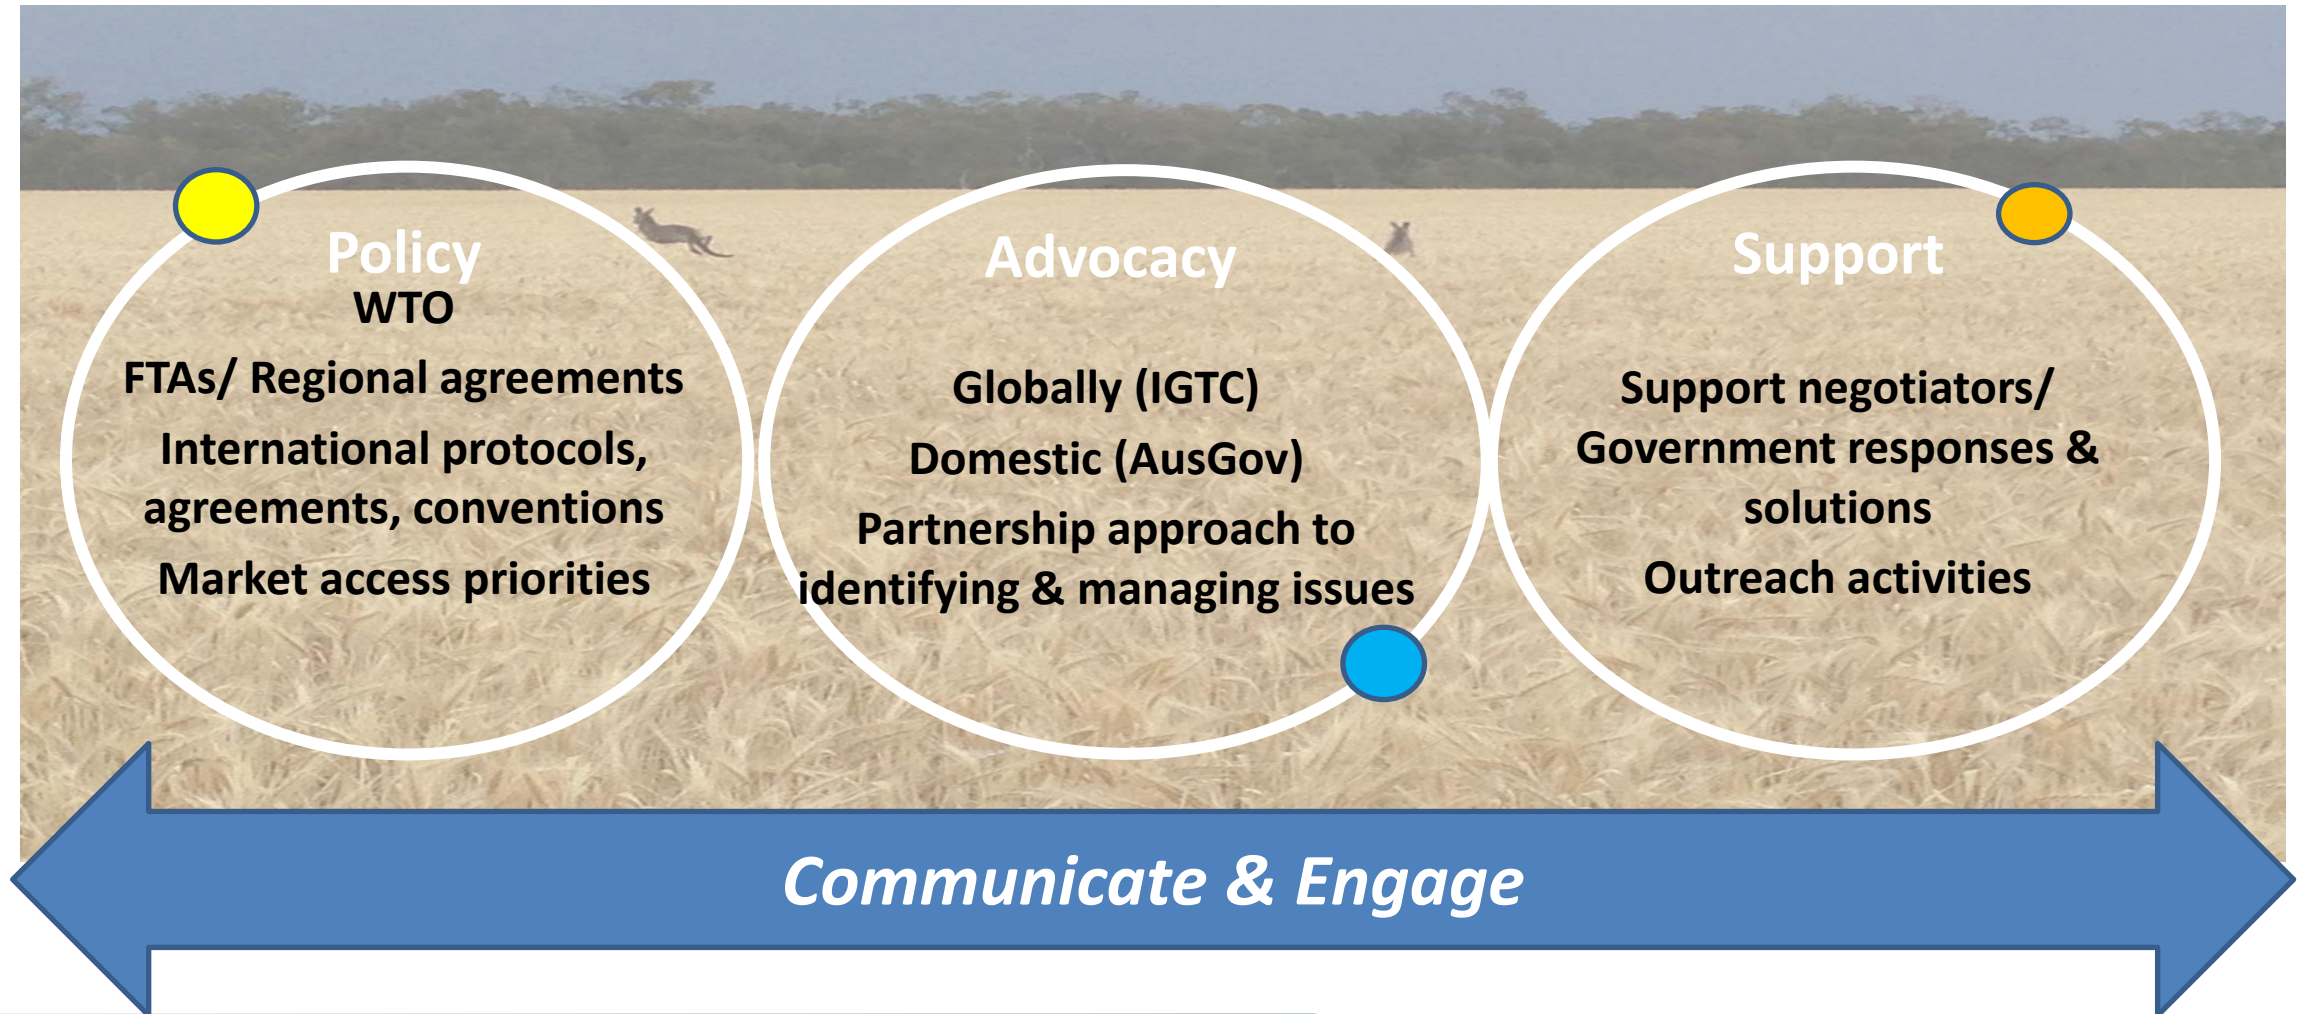 Policy
WTO
FTAs/ Regional agreements
International protocols,
agreements, conventions
Market access priorities
Advocacy
Globally (IGTC)
Domestic (AusGov)
Partnership approach to
identifying & managing issues
Support
Support negotiators/
Government responses &
solutions
Outreach activities
Communicate & Engage